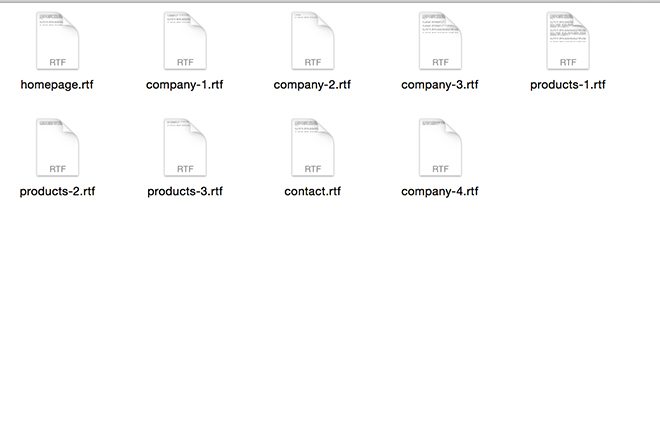 RTF RTF RTF RTF RTF
homepage.rtf company-1.rtf company-2.rtf company-3.rtf products-1.rtf
RTF RTF RTF RTF
products-2.rtf products-3.rtf contact.rtf company-4.rtf